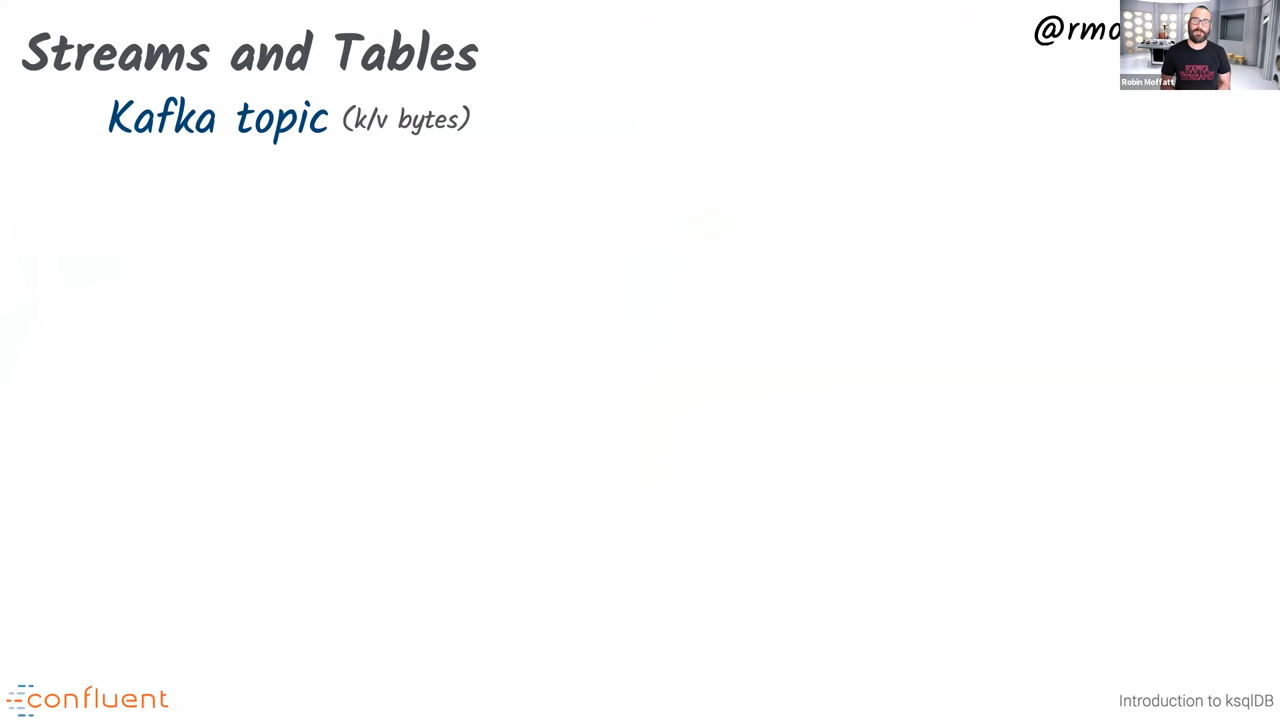 Streams and Tables
@rmo
Robin Moffatt
Kafka topic (k/v bytes)
confluent
Introduction to ksqlDB